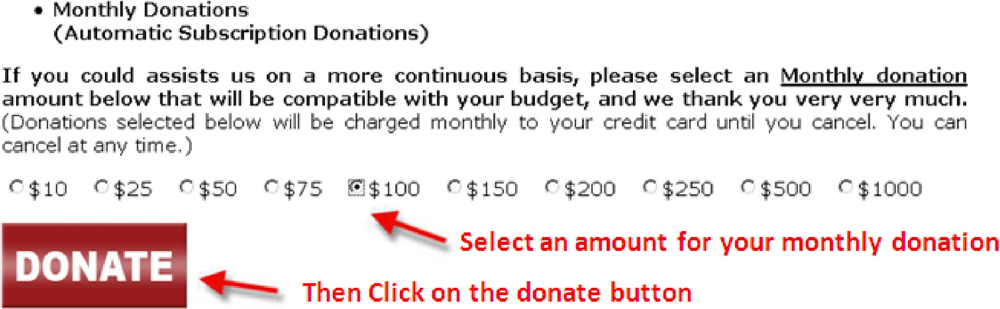 • Monthly Donations
(Automatic Subscription Donations)
If you could assists us on a more continuous basis, please select an Monthly donation
amount below that will be compatible with your budget, and we thank you very very much.
(Donations selected below will be charged monthly to your credit card until you cancel. You can
cancel at any time.)
$10 $25 $50 $75 $100 $150 $200 $250 $500 $1000
Select an amount for your monthly donation
DONATE
Then Click on the donate button